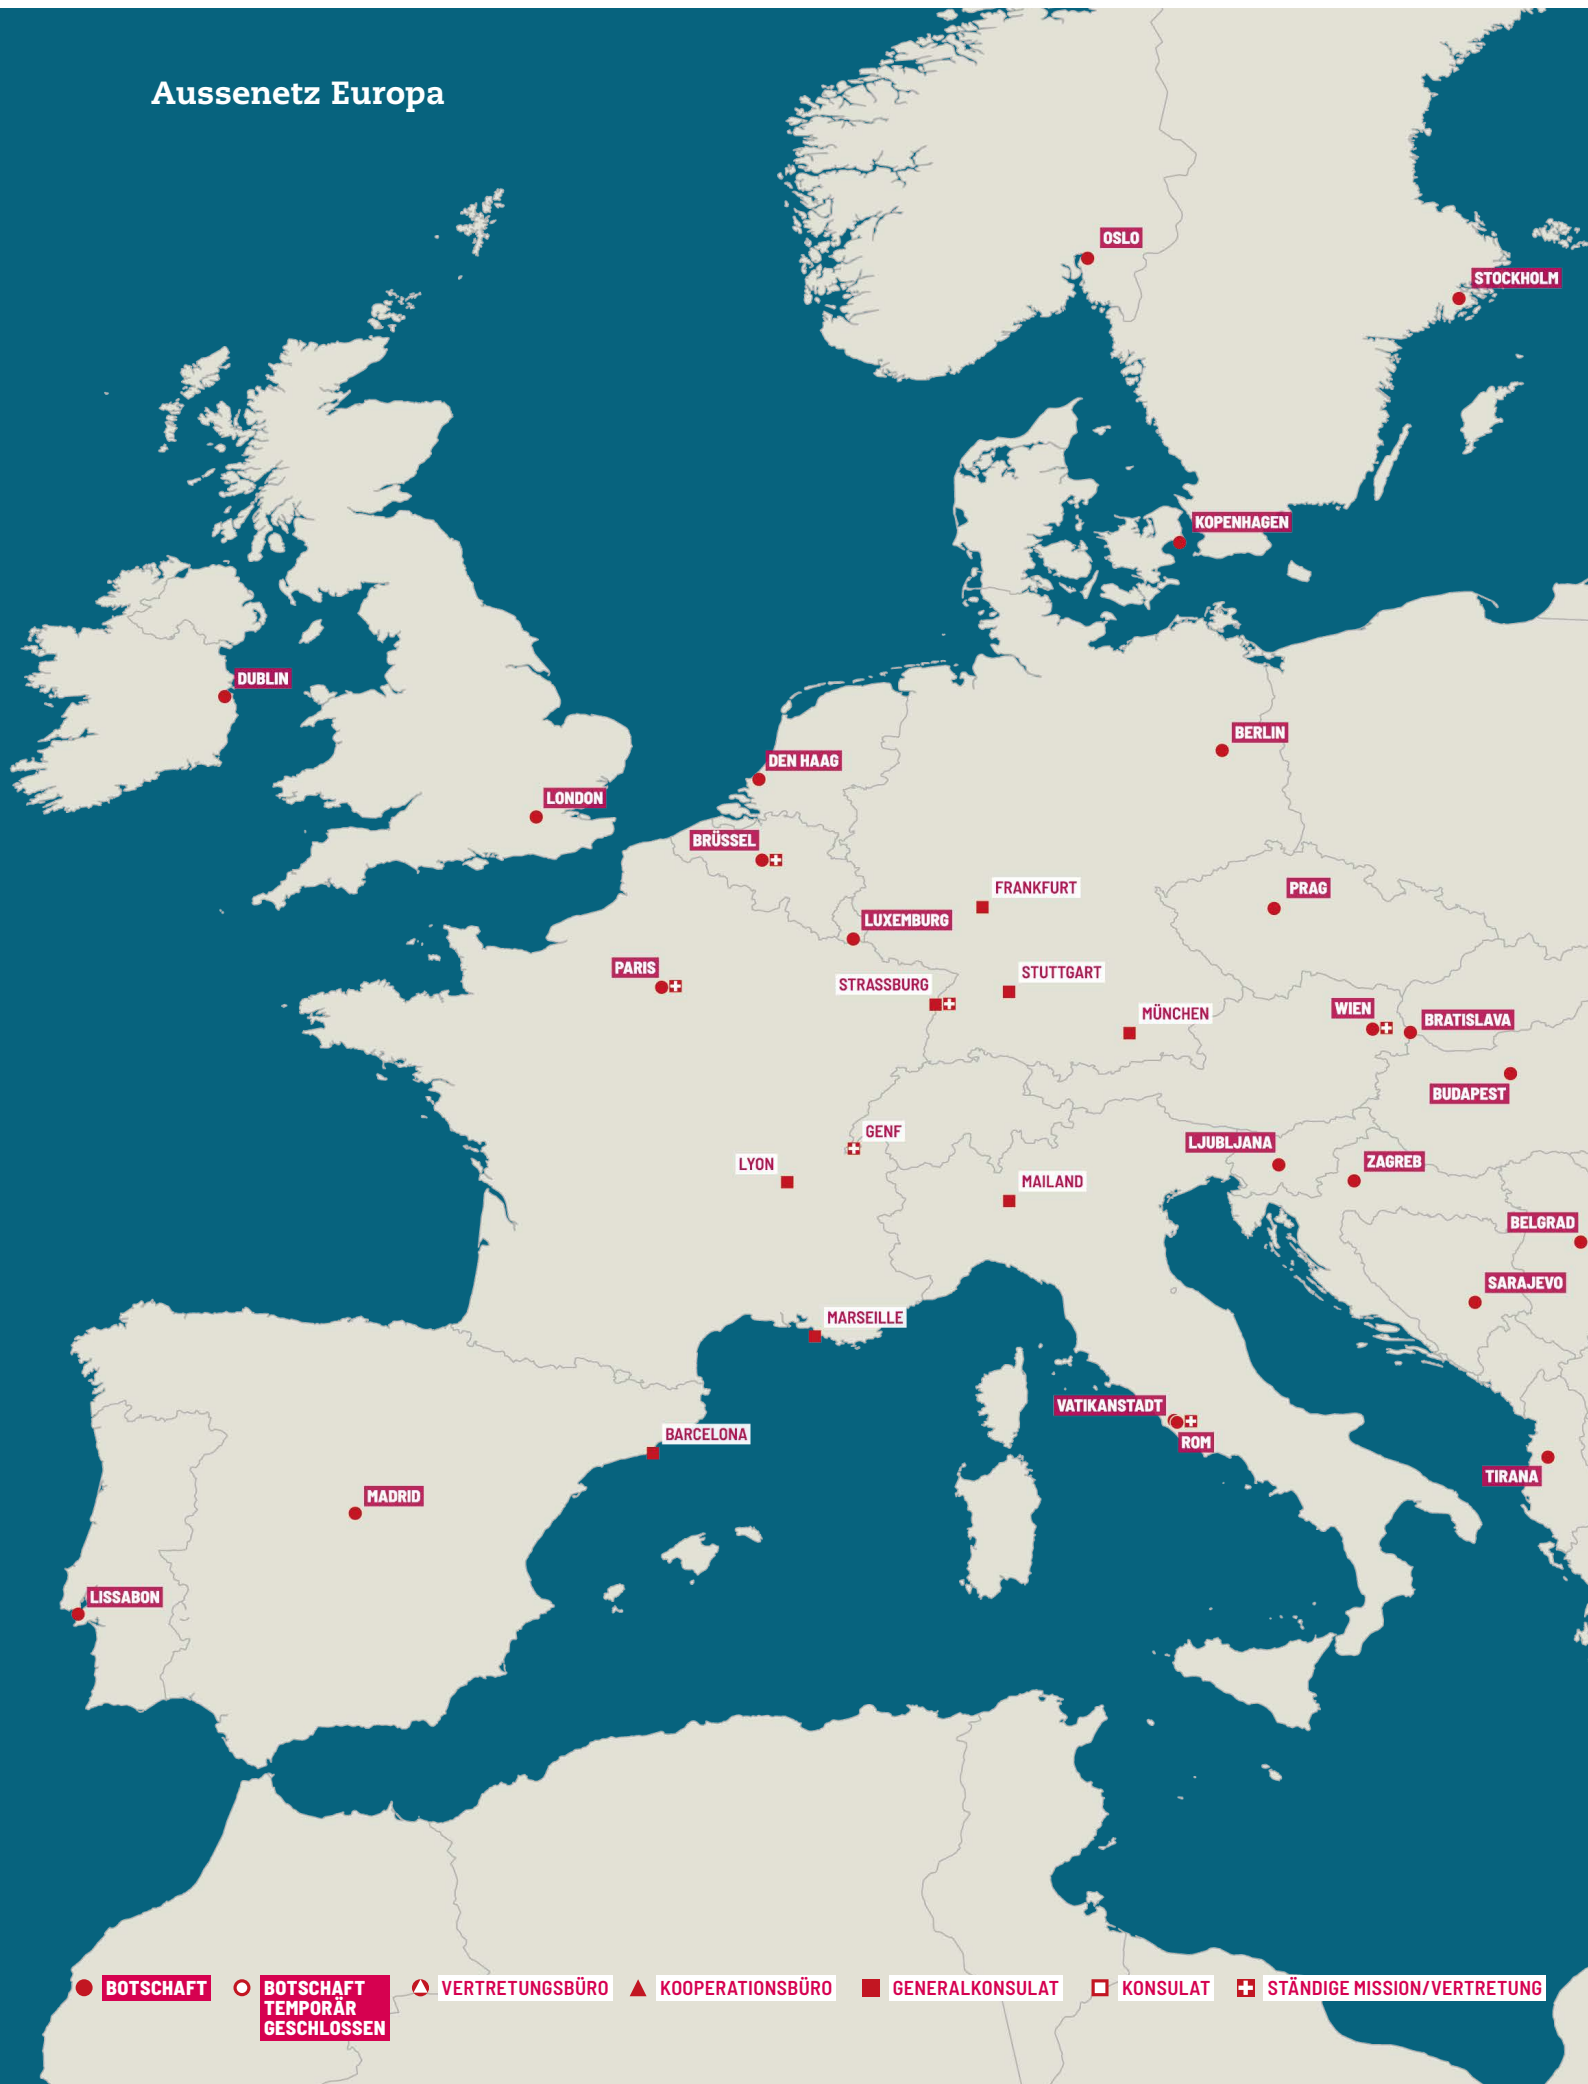 Aussenetz Europa
OSLO
STOCKHOLM
KOPENHAGEN
DUBLIN
BERLIN
DEN HAAG
LONDON
BRÜSSEL
FRANKFURT
PRAG
LUXEMBURG
PARIS
STUTTGART
STRASSBURG
WIEN
MÜNCHEN
BRATISLAVA
BUDAPEST
GENF
LJUBLJANA
LYON
ZAGREB
MAILAND
BELGRAD
SARAJEVO
MARSEILLE
VATIKANSTADT
BARCELONA
ROM
TIRANA
MADRID
LISSABON
BOTSCHAFT
BOTSCHAFT
TEMPORÄR
GESCHLOSSEN
VERTRETUNGSBÜRO
KOOPERATIONSBÜRO
GENERALKONSULAT
KONSULAT
STÄNDIGE MISSION/VERTRETUNG